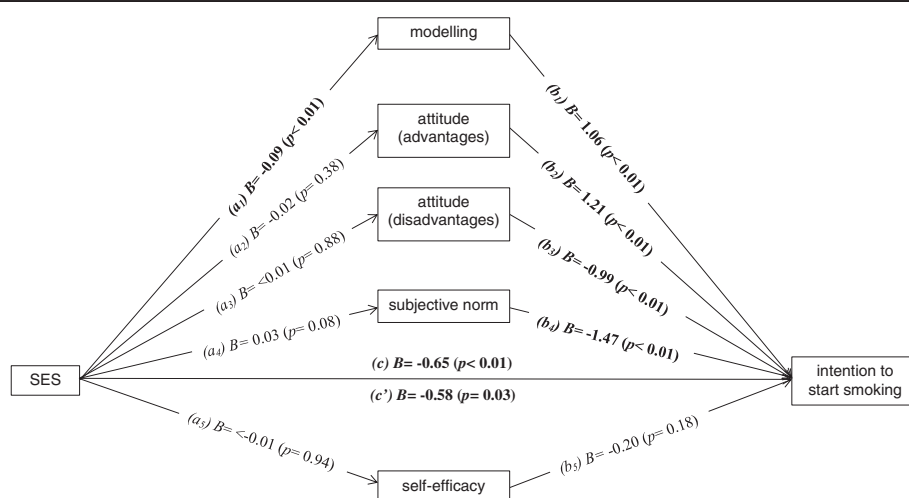 modelling
(a₁) B= -0.09 (p< 0.01)
(b₁) B= 1.06 (p< 0.01)
attitude
(advantages)
(a₂) B= -0.02 (p= 0.38)
(b₂) B= 1.21 (p< 0.01)
attitude
(disadvantages)
(a₃) B= <0.01 (p= 0.88)
(b₃) B= -0.99 (p< 0.01)
subjective norm
(a₄) B= 0.03 (p= 0.08)
(b₄) B= -1.47 (p< 0.01)
SES
(c) B= -0.65 (p< 0.01)
(c') B= -0.58 (p= 0.03)
intention to
start smoking
(a₅) B= <-0.01 (p= 0.94)
(b₅) B= -0.20 (p= 0.18)
self-efficacy